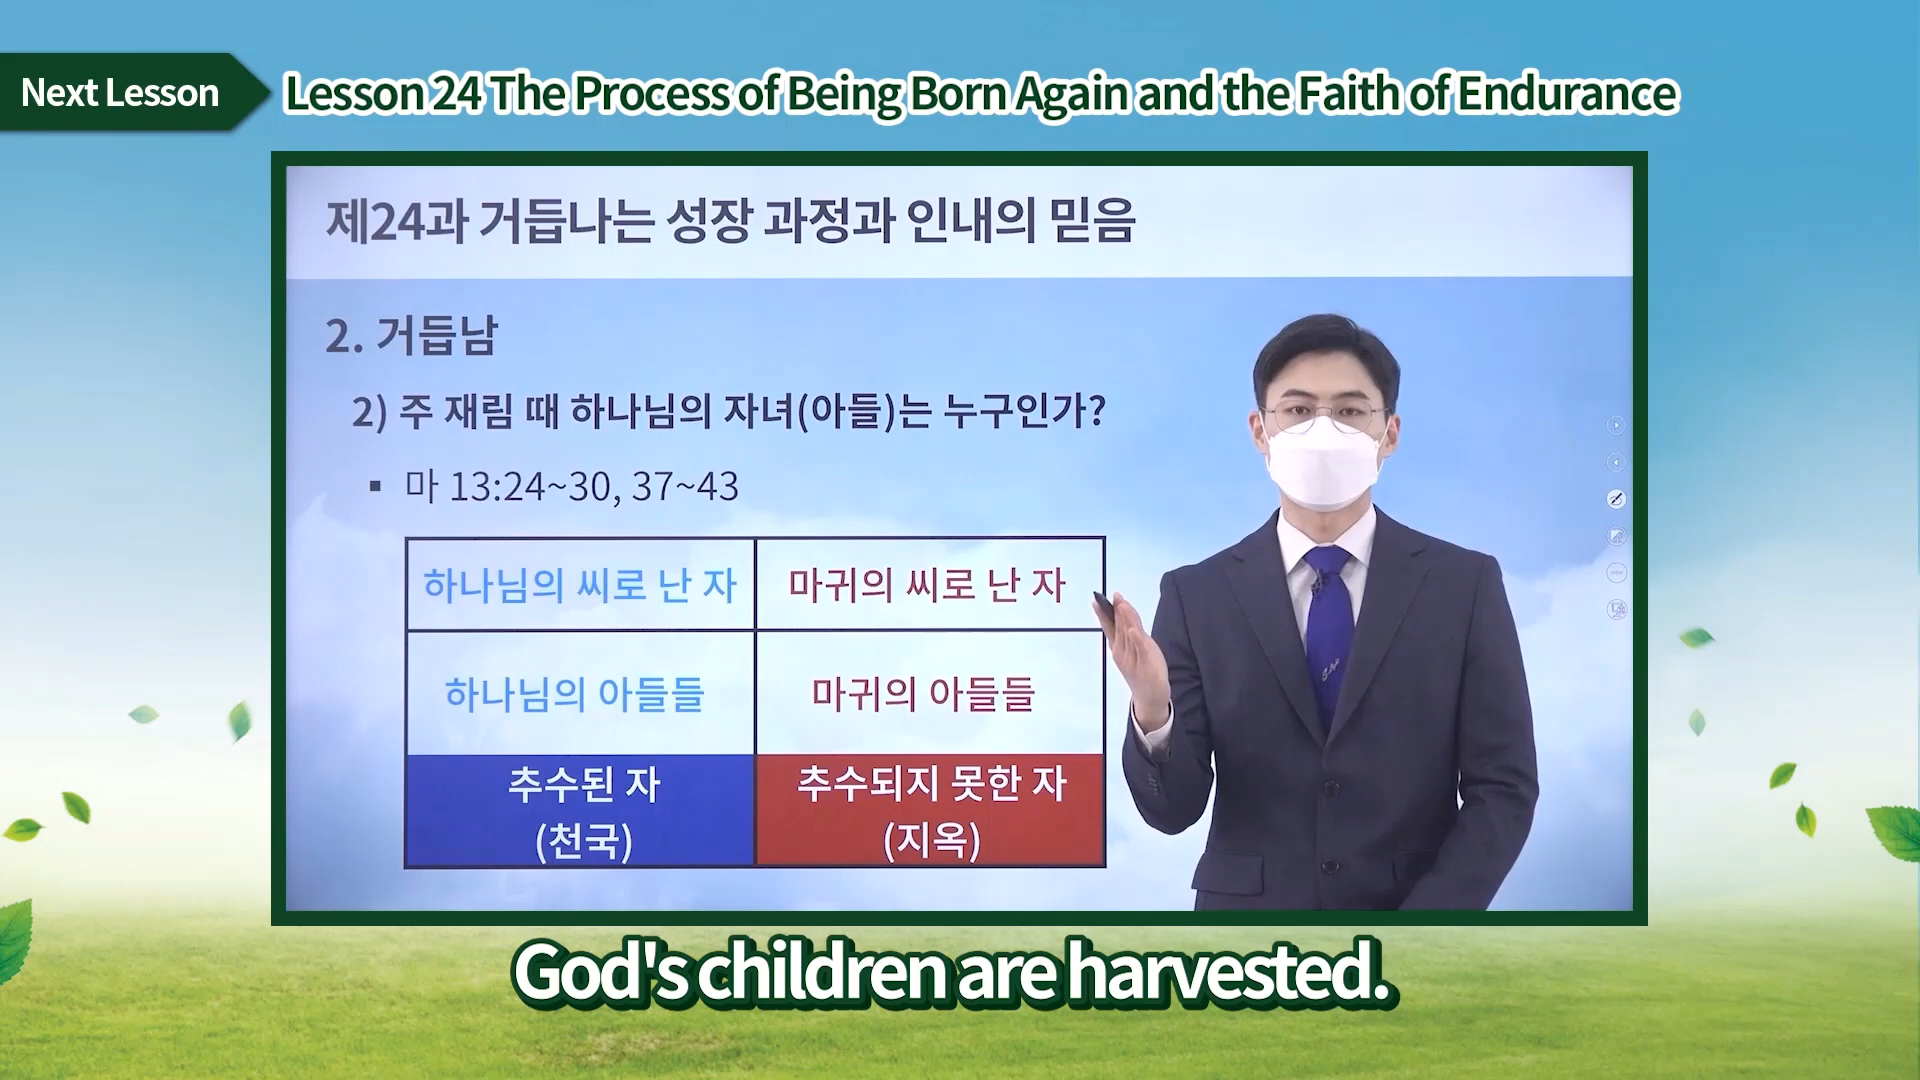 Next Lesson
Lesson 24 The Process of Being Born Again and the Faith of Endurance
제24과 거듭나는 성장 과정과 인내의 믿음
2. 거듭남
2) 주 재림 때 하나님의 자녀(아들)는 누구인가?
▪ 마 13:24~30, 37~43
하나님의 씨로 난 자
마귀의 씨로 난 자
하나님의 아들들
마귀의 아들들
추수된 자
(천국)
추수되지 못한 자
(지옥)
God's children are harvested.